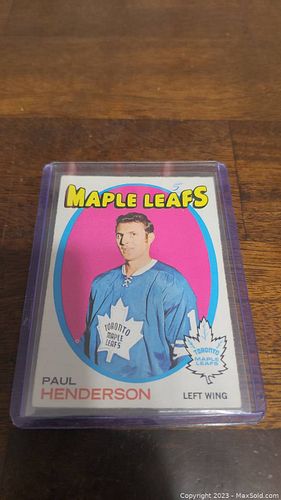 MAPLE LEAFS
TORONTO
MAPLE
LEAFS
TORONTO
MAPLE
LEAFS
PAUL
HENDERSON
LEFT WING
Copyright 2023 - MaxSold.com